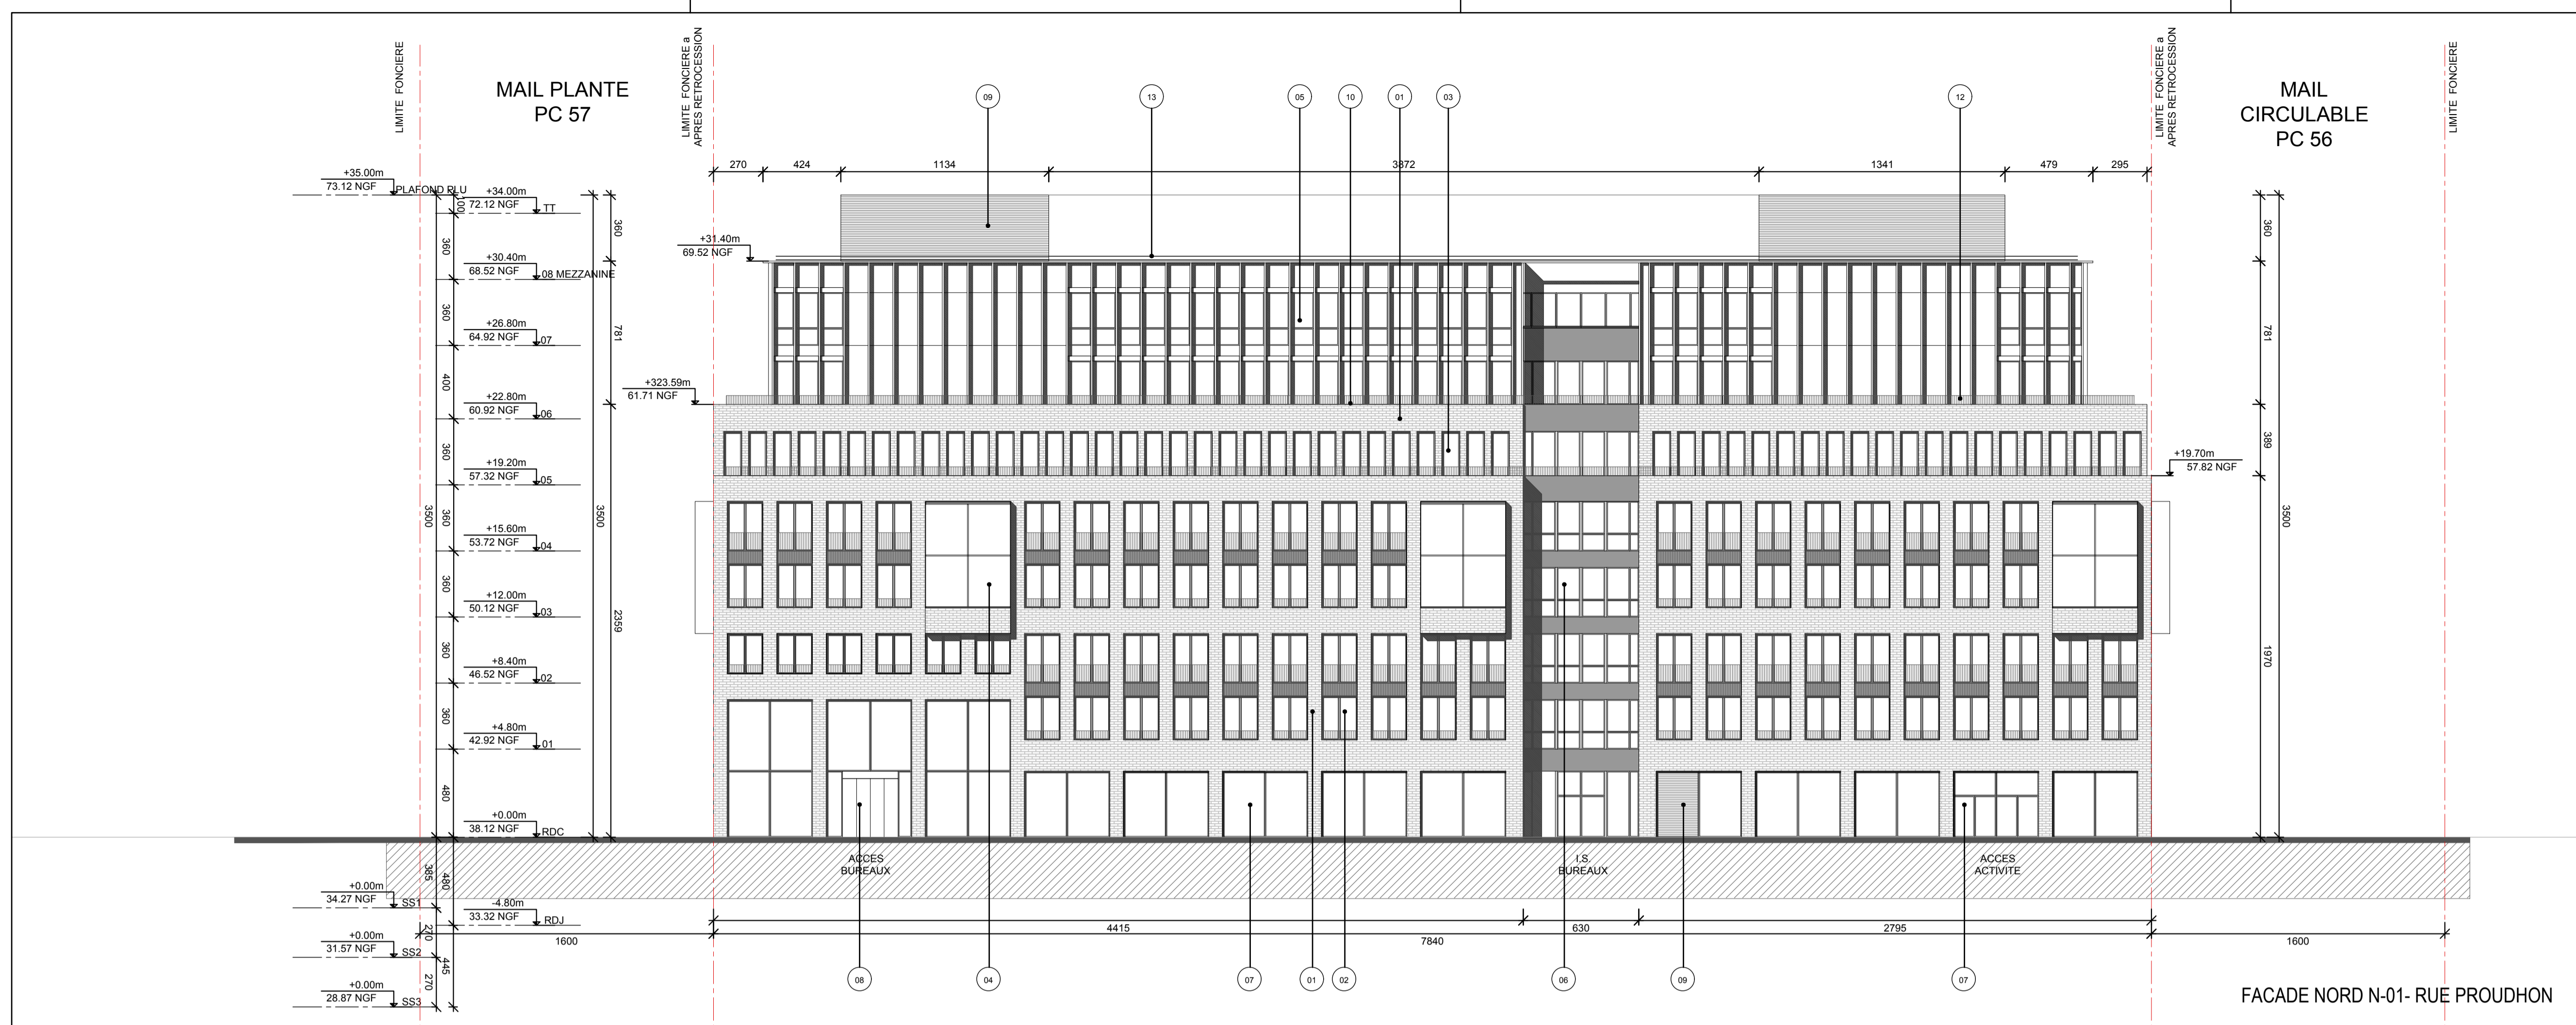 LIMITE FONCIERE
MAIL PLANTE
PC 57
LIMITE FONCIERE a
APRES RETROCESSION
09
13
05
10
01
03
12
LIMITE FONCIERE a
APRES RETROCESSION
MAIL
CIRCULABLE
PC 56
LIMITE FONCIERE
270
424
1134
3872
1341
479
295
+35.00m
73.12 NGF
PLAFOND PLU
+34.00m
72.12 NGF
TT
100
360
+31.40m
69.52 NGF
+30.40m
68.52 NGF
08 MEZZANINE
360
+26.80m
64.92 NGF
07
400
+323.59m
61.71 NGF
+22.80m
60.92 NGF
06
360
+19.20m
57.32 NGF
05
360
+15.60m
53.72 NGF
04
360
+12.00m
50.12 NGF
03
360
+8.40m
46.52 NGF
02
360
+4.80m
42.92 NGF
01
480
+0.00m
38.12 NGF
RDC
3500
3500
360
781
2359
360
781
389
1970
3500
+19.70m
57.82 NGF
ACCES
BUREAUX
I.S.
BUREAUX
ACCES
ACTIVITE
385
480
+0.00m
34.27 NGF
SS1
-4.80m
33.32 NGF
RDJ
270
+0.00m
31.57 NGF
SS2
445
270
+0.00m
28.87 NGF
SS3
4415
630
2795
1600
7840
1600
08
04
07
01
02
06
09
07
FACADE NORD N-01- RUE PROUDHON